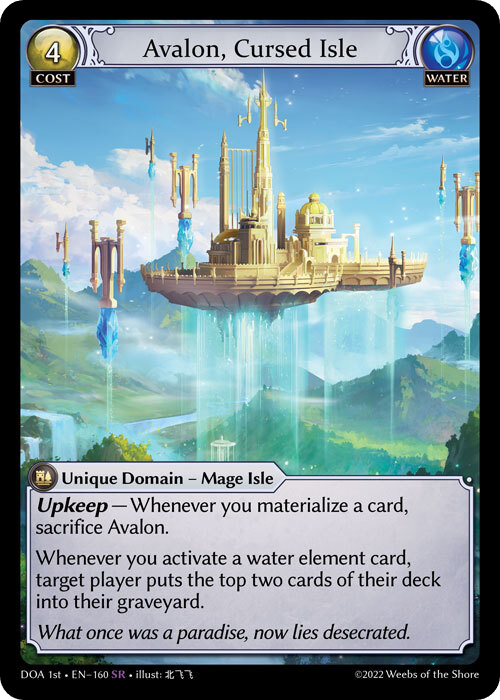 4
COST
Avalon, Cursed Isle
WATER
Unique Domain – Mage Isle
Upkeep — Whenever you materialize a card,
sacrifice Avalon.
Whenever you activate a water element card,
target player puts the top two cards of their deck
into their graveyard.
What once was a paradise, now lies desecrated.
DOA 1st • EN–160 SR • illust: 北飞飞
©2022 Weebs of the Shore